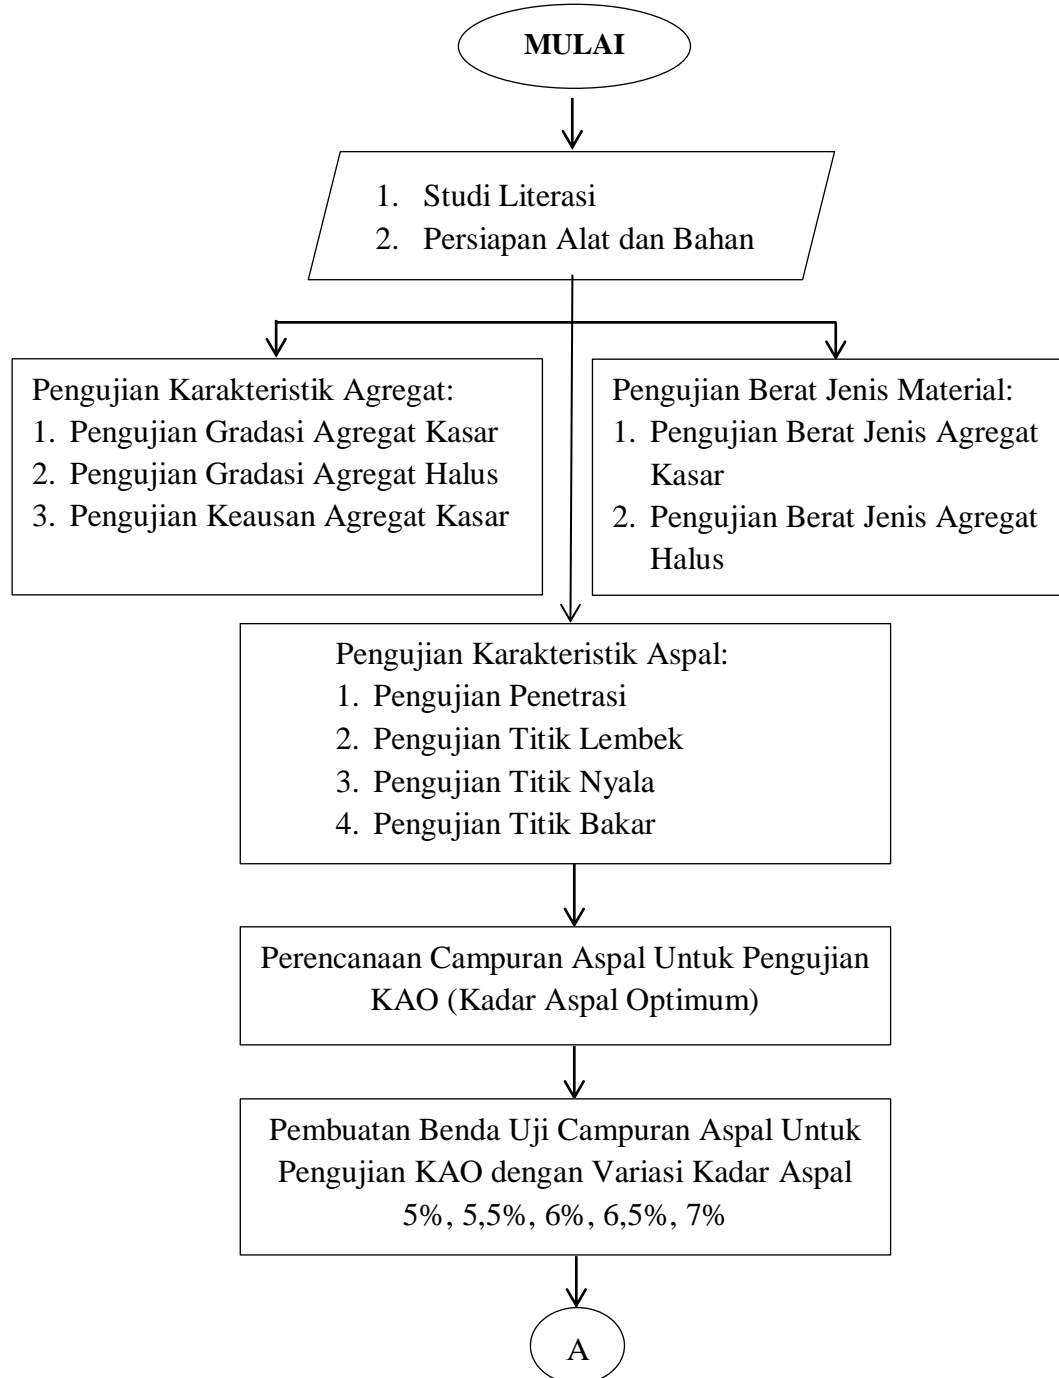 MULAI
1. Studi Literasi
2. Persiapan Alat dan Bahan
Pengujian Karakteristik Agregat:
1. Pengujian Gradasi Agregat Kasar
2. Pengujian Gradasi Agregat Halus
3. Pengujian Keausan Agregat Kasar
Pengujian Berat Jenis Material:
1. Pengujian Berat Jenis Agregat
Kasar
2. Pengujian Berat Jenis Agregat
Halus
Pengujian Karakteristik Aspal:
1. Pengujian Penetrasi
2. Pengujian Titik Lembek
3. Pengujian Titik Nyala
4. Pengujian Titik Bakar
Perencanaan Campuran Aspal Untuk Pengujian
KAO (Kadar Aspal Optimum)
Pembuatan Benda Uji Campuran Aspal Untuk
Pengujian KAO dengan Variasi Kadar Aspal
5%, 5,5%, 6%, 6,5%, 7%
A